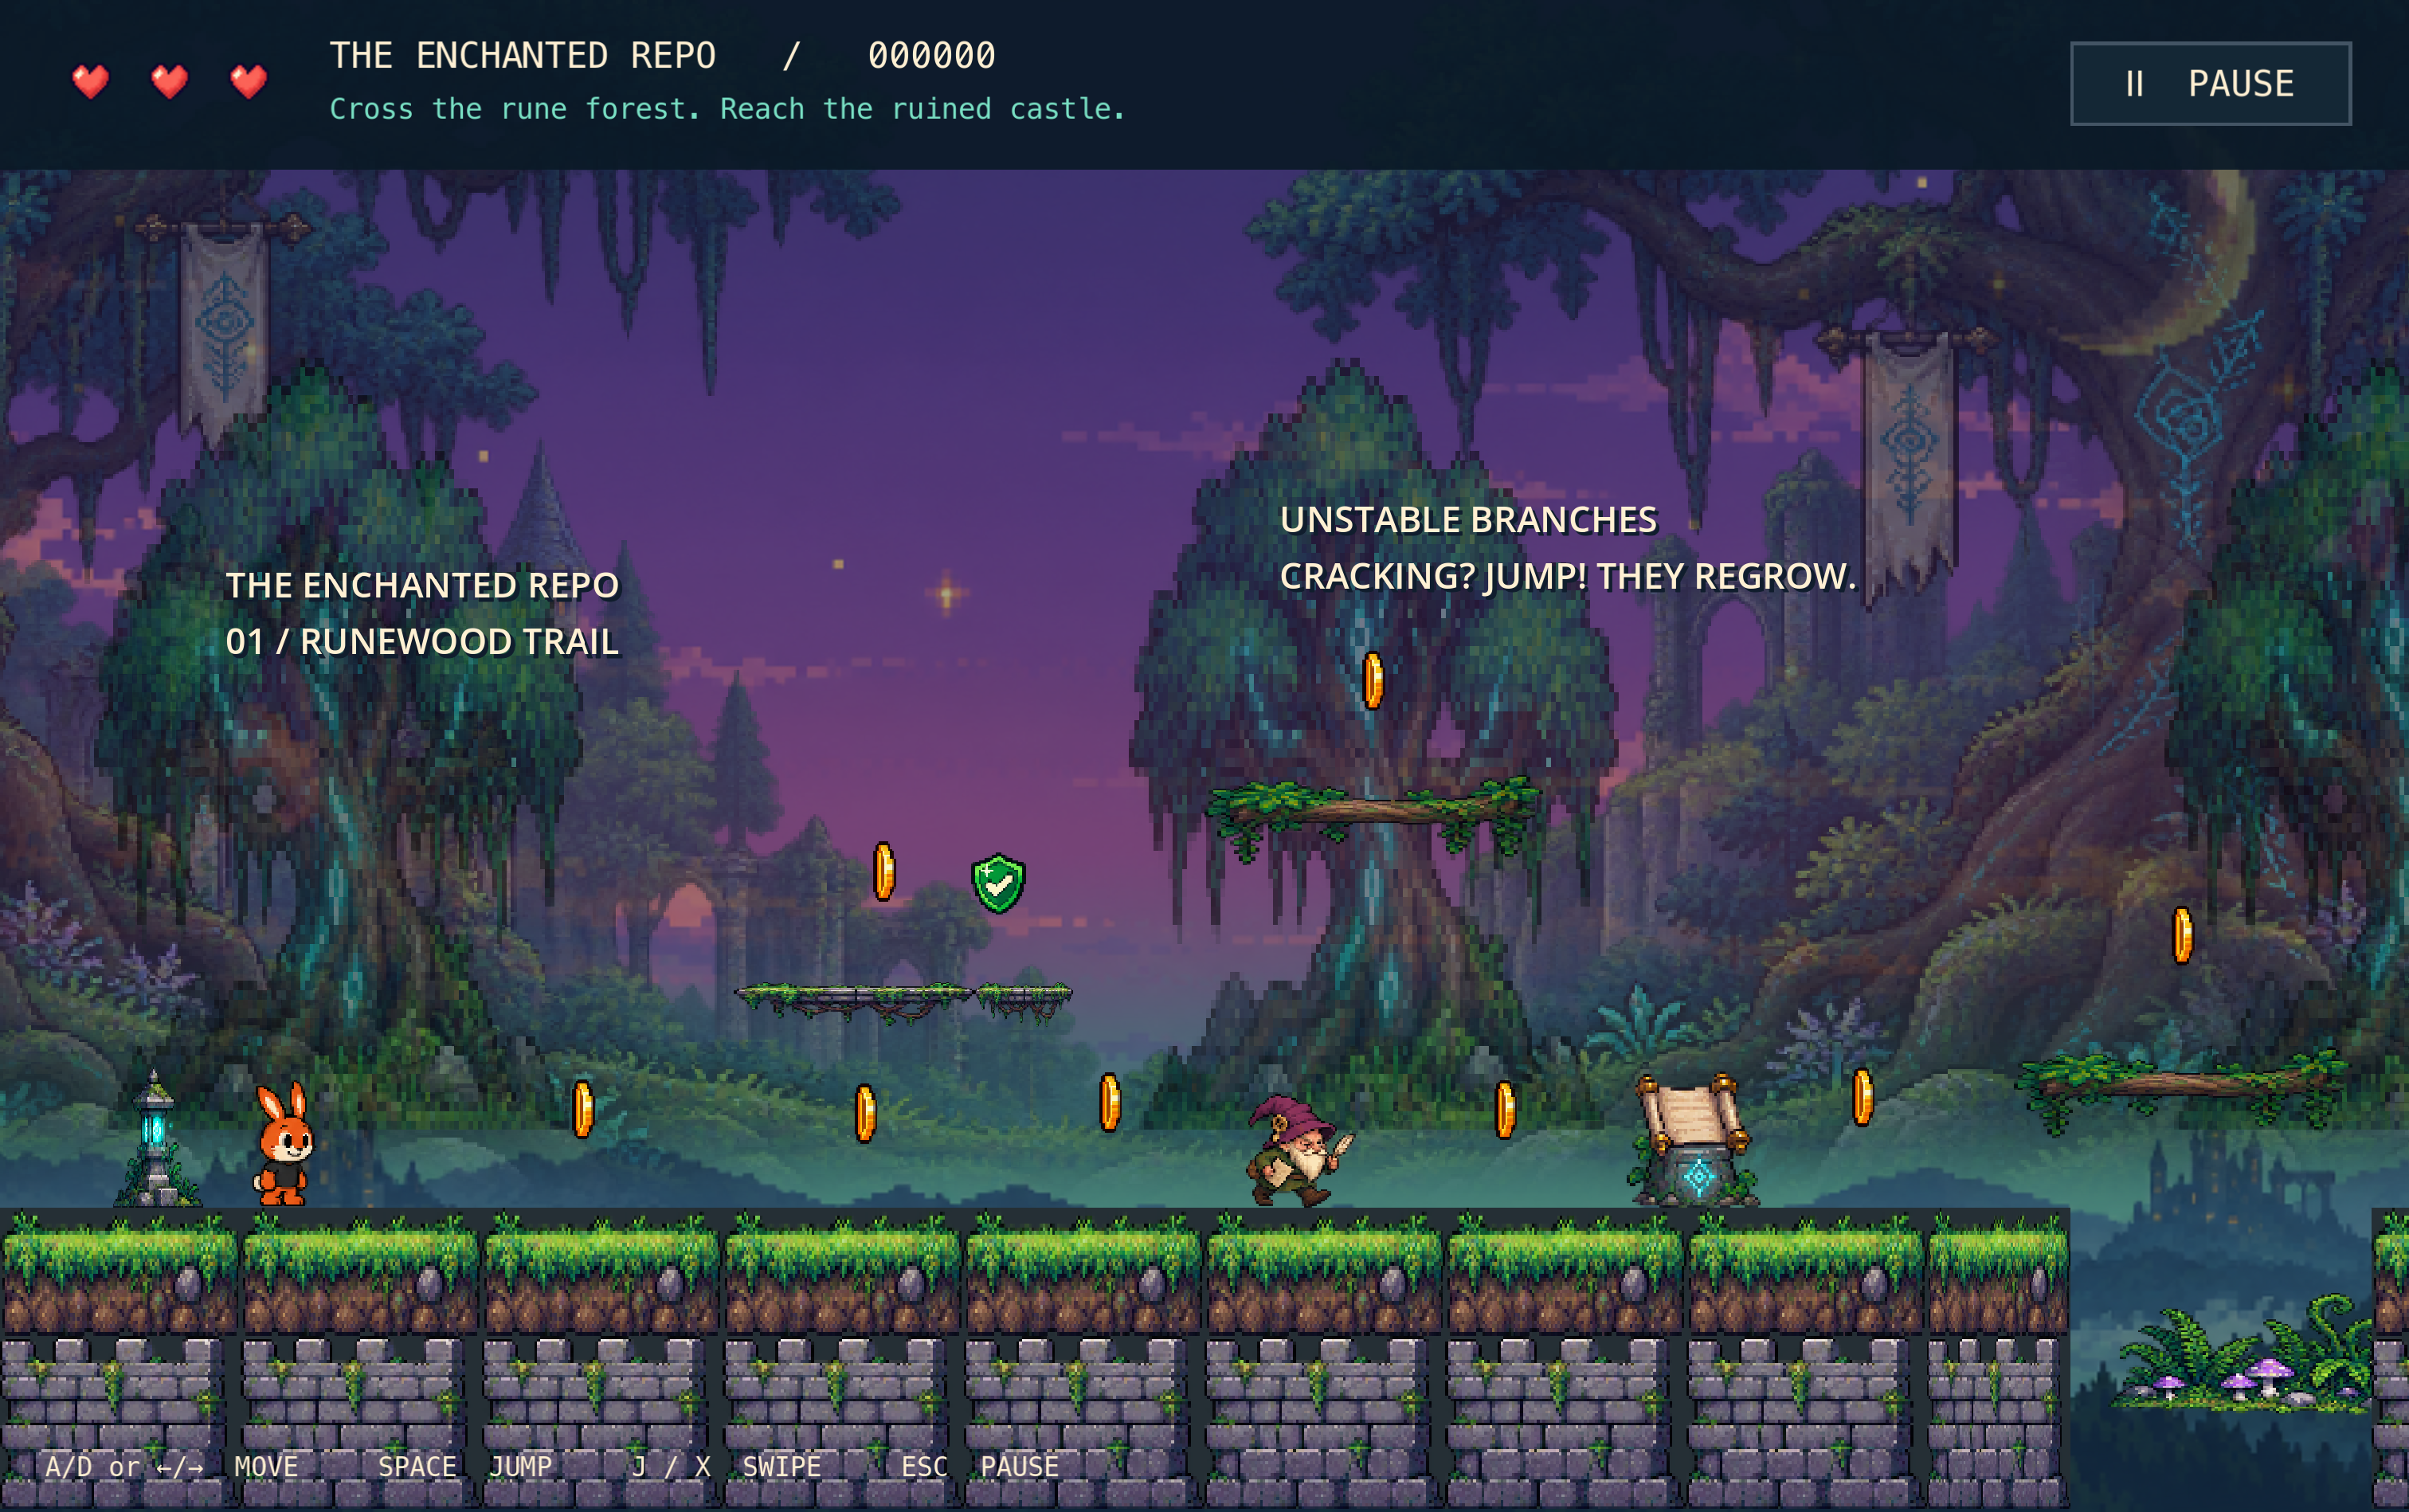 THE ENCHANTED REPO / 000000
Cross the rune forest. Reach the ruined castle.
II PAUSE
UNSTABLE BRANCHES
CRACKING? JUMP! THEY REGROW.
THE ENCHANTED REPO
01 / RUNEWOOD TRAIL
A/D or ←/→ MOVE SPACE JUMP J / X SWIPE ESC PAUSE